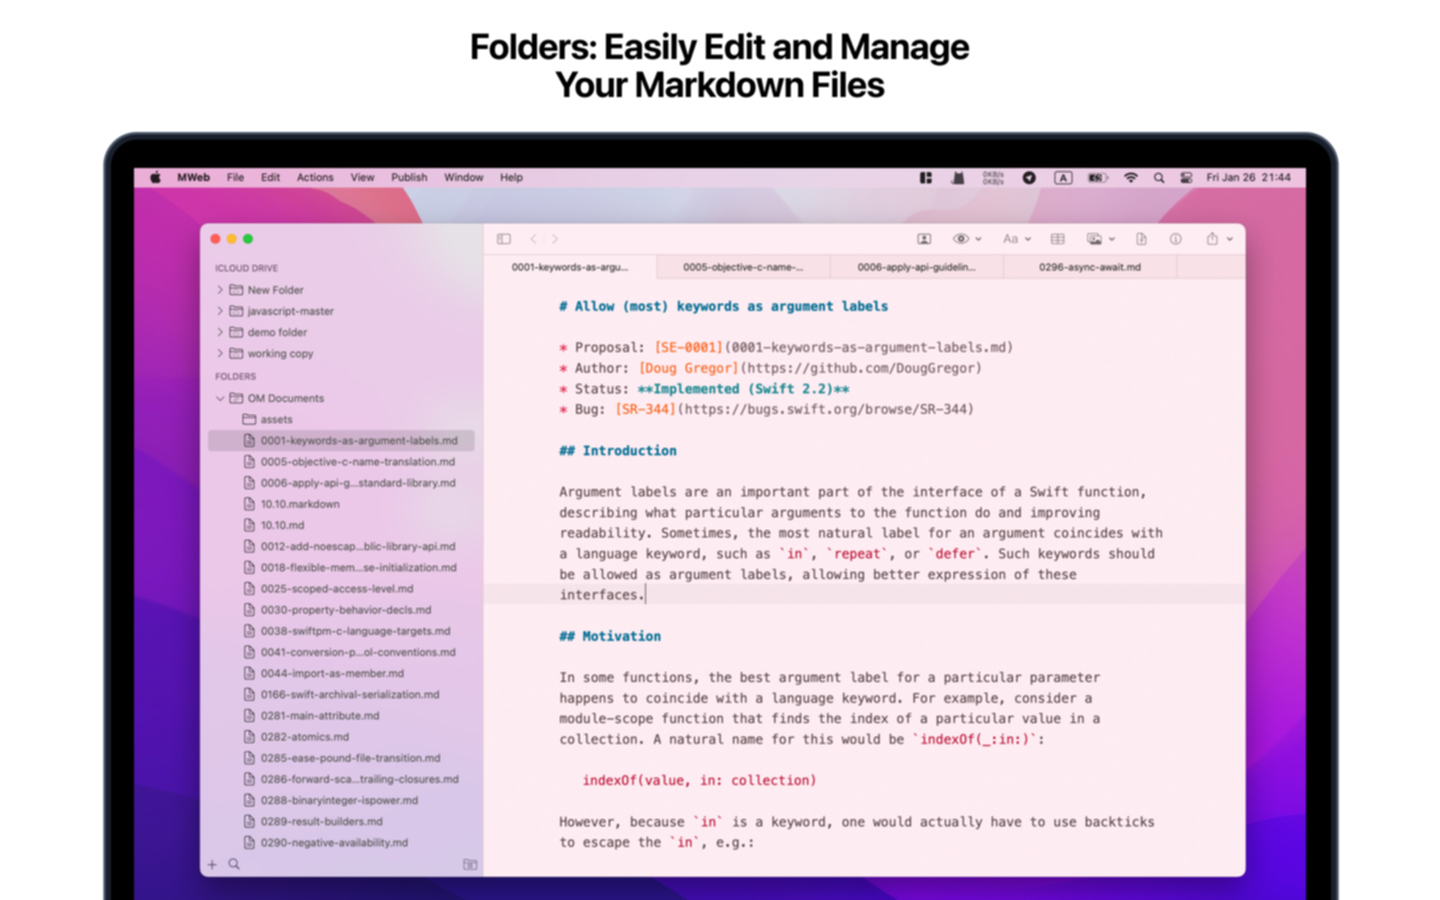 Folders: Easily Edit and Manage
Your Markdown Files
MWeb File Edit Actions View Publish Window Help
0KB/s
0KB/s
A
Fri Jan 26 21:44
ICLOUD DRIVE
New Folder
javascript-master
demo folder
working copy
FOLDERS
OM Documents
assets
0001-keywords-as-argument-labels.md
0005-objective-c-name-translation.md
0006-apply-api-g...standard-library.md
10.10.markdown
10.10.md
0012-add-noescap...blic-library-api.md
0018-flexible-mem...se-initialization.md
0025-scoped-access-level.md
0030-property-behavior-decls.md
0038-swiftpm-c-language-targets.md
0041-conversion-p...ol-conventions.md
0044-import-as-member.md
0166-swift-archival-serialization.md
0281-main-attribute.md
0282-atomics.md
0285-ease-pound-file-transition.md
0286-forward-sca...trailing-closures.md
0288-binaryinteger-ispower.md
0289-result-builders.md
0290-negative-availability.md
Aa
0001-keywords-as-argu... 0005-objective-c-name-... 0006-apply-api-guidelin... 0296-async-await.md
# Allow (most) keywords as argument labels
* Proposal: [SE-0001](0001-keywords-as-argument-labels.md)
* Author: [Doug Gregor](https://github.com/DougGregor)
* Status: **Implemented (Swift 2.2)**
* Bug: [SR-344](https://bugs.swift.org/browse/SR-344)
## Introduction
Argument labels are an important part of the interface of a Swift function,
describing what particular arguments to the function do and improving
readability. Sometimes, the most natural label for an argument coincides with
a language keyword, such as `in`, `repeat`, or `defer`. Such keywords should
be allowed as argument labels, allowing better expression of these
interfaces.
## Motivation
In some functions, the best argument label for a particular parameter
happens to coincide with a language keyword. For example, consider a
module-scope function that finds the index of a particular value in a
collection. A natural name for this would be `indexOf(_:in:)`:
indexOf(value, in: collection)
However, because `in` is a keyword, one would actually have to use backticks
to escape the `in`, e.g.: